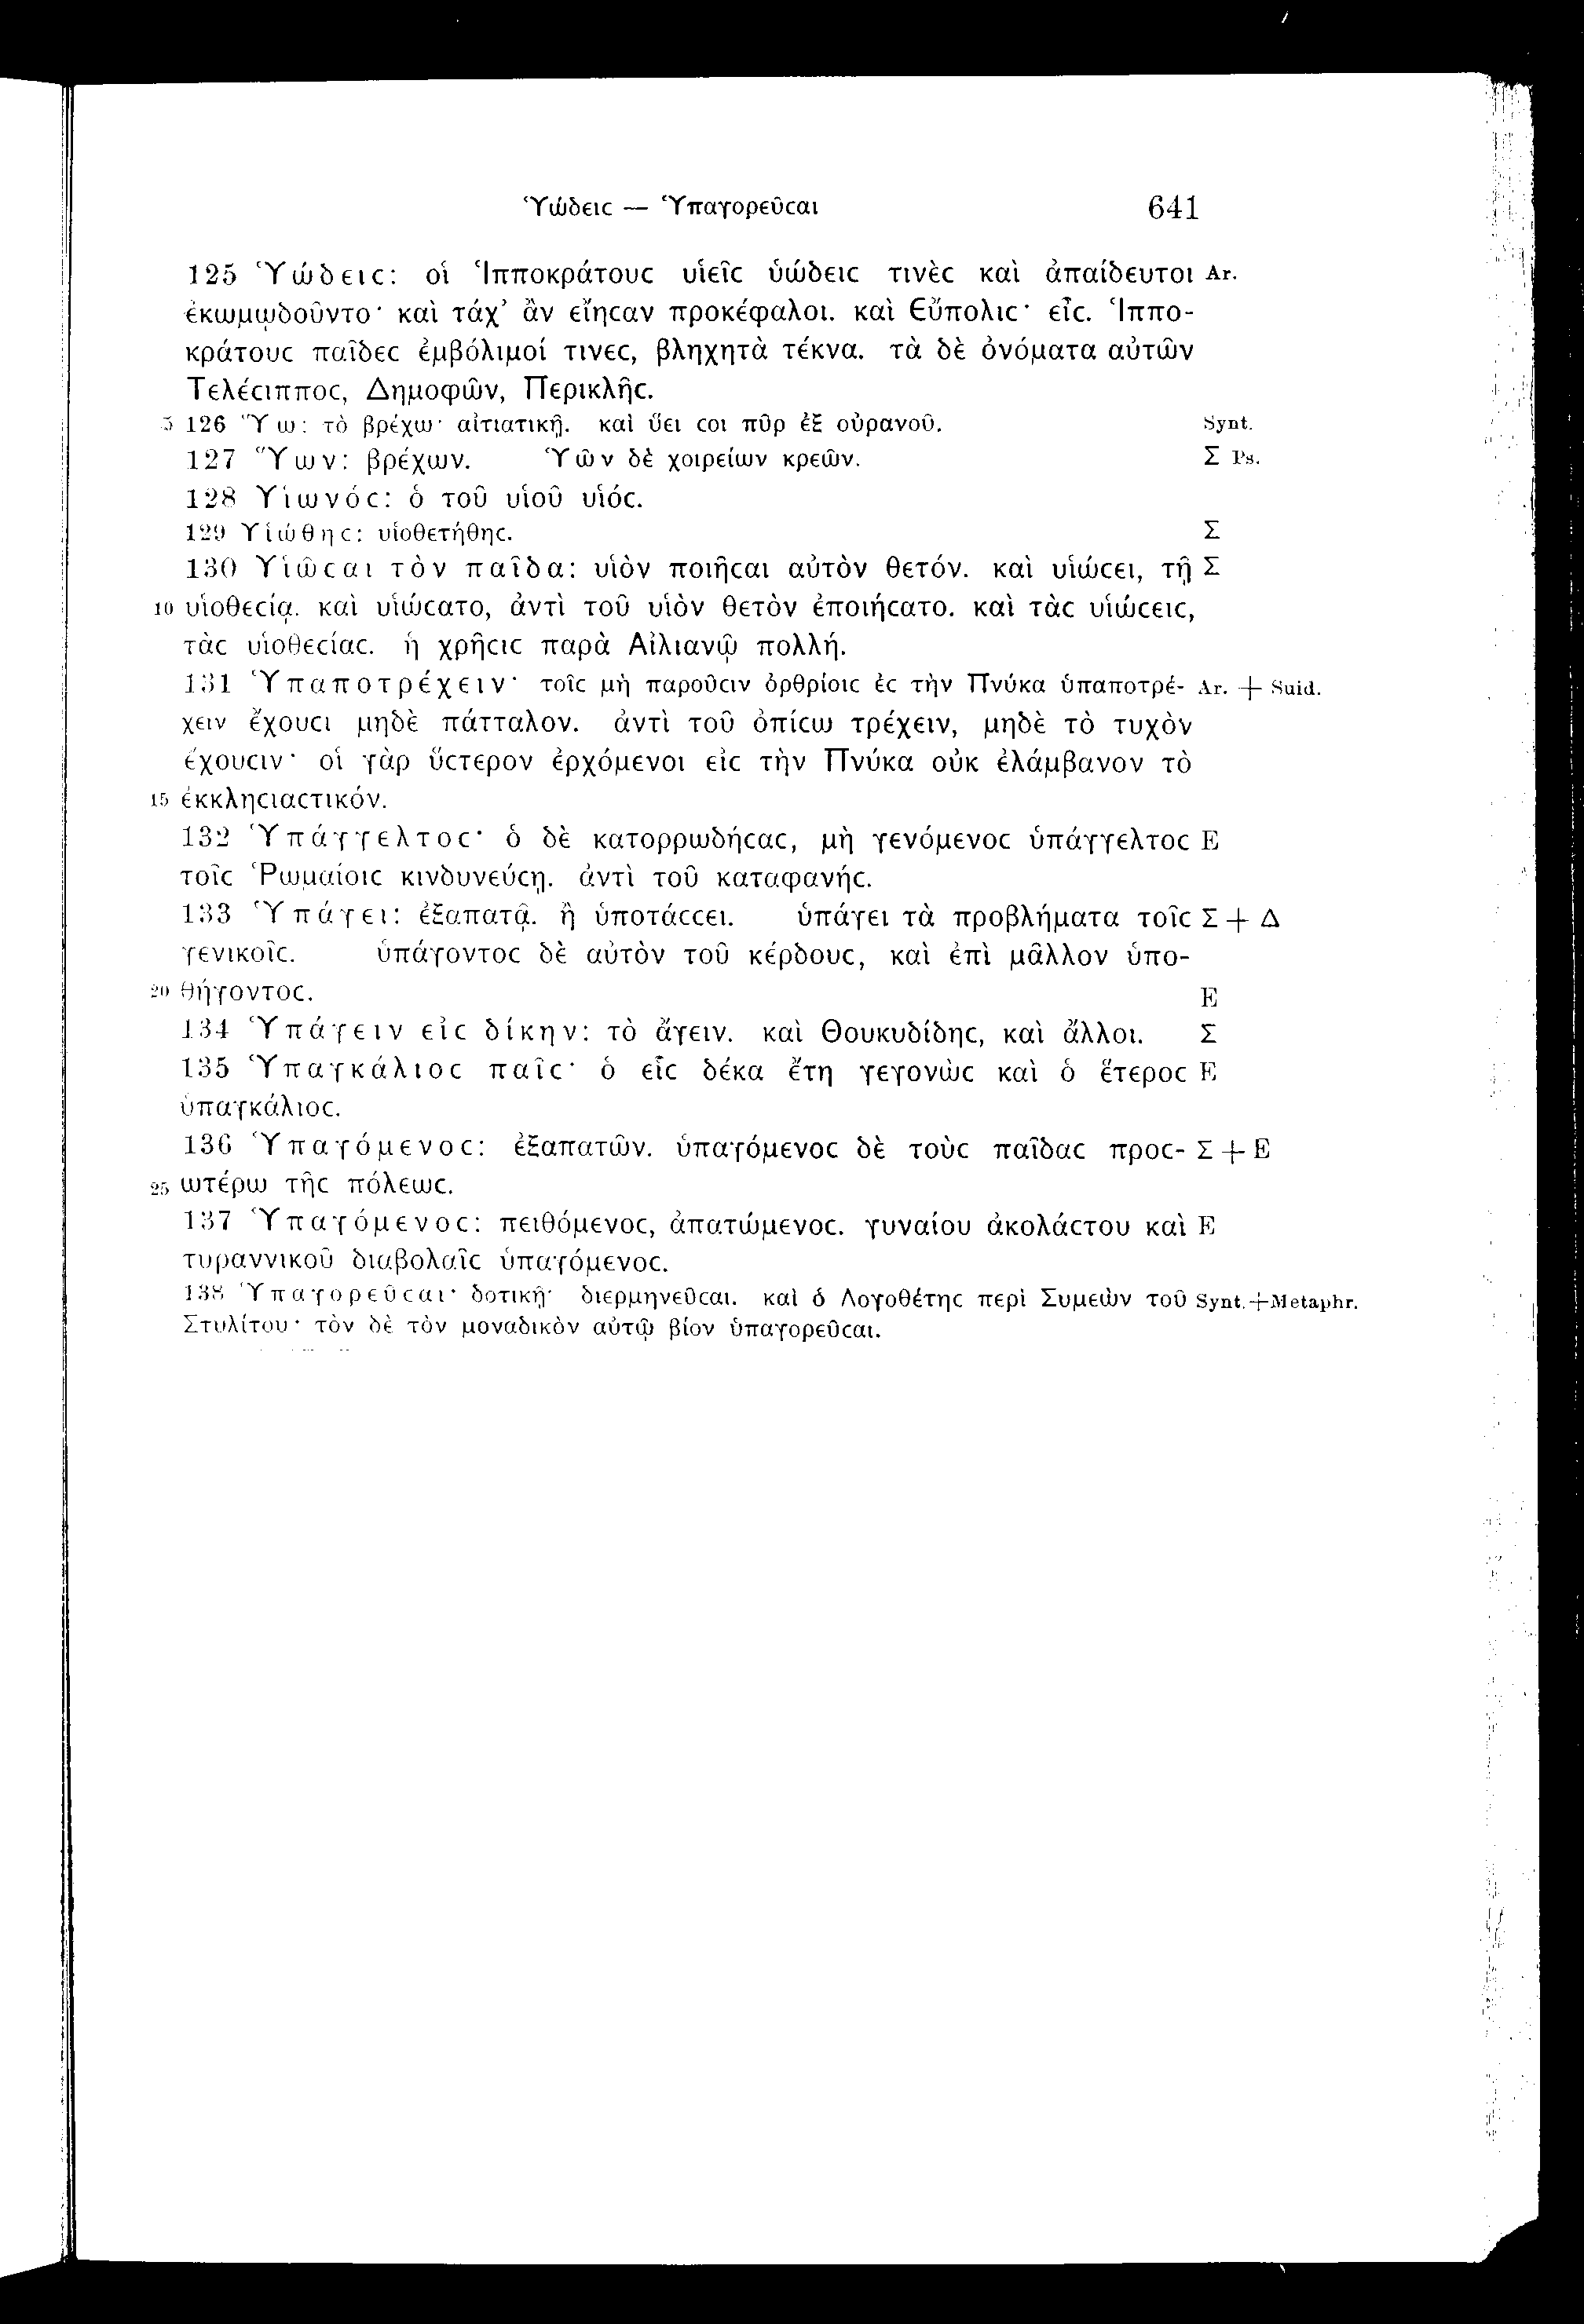 Ὑώδειϲ — Ὑπαγορεῦϲαι 641
125 Ὑώδειϲ: οἱ Ἱπποκράτουϲ υἱεῖϲ ὑώδειϲ τινὲϲ καὶ ἀπαίδευτοι Ar.
ἐκωμῳδοῦντο· καὶ τάχ’ ἂν εἴηϲαν προκέφαλοι. καὶ Εὔπολιϲ· εἷϲ. Ἱππο-
κράτουϲ παῖδεϲ ἐμβόλιμοί τινεϲ, βληχητὰ τέκνα. τὰ δὲ ὀνόματα αὐτῶν
Τελέϲιπποϲ, Δημοφῶν, Περικλῆϲ.
5 126 Ὕω: τὸ βρέχω· αἰτιατικῇ. καὶ ὕει ϲοι πῦρ ἐξ οὐρανοῦ. Synt.
127 Ὕων: βρέχων. Ὑῶν δὲ χοιρείων κρεῶν. Σ Ps.
128 Υἱωνόϲ: ὁ τοῦ υἱοῦ υἱόϲ.
129 Υἱώθηϲ: υἱοθετήθηϲ. Σ
130 Υἱῶϲαι τὸν παῖδα: υἱὸν ποιῆϲαι αὐτὸν θετόν. καὶ υἱώϲει, τῇ Σ
10 υἱοθεϲίᾳ. καὶ υἱώϲατο, ἀντὶ τοῦ υἱὸν θετὸν ἐποιήϲατο. καὶ τὰϲ υἱώϲειϲ,
τὰϲ υἱοθεϲίαϲ. ἡ χρῆϲιϲ παρὰ Αἰλιανῷ πολλή.
131 Ὑπαποτρέχειν· τοῖϲ μὴ παροῦϲιν ὀρθρίοιϲ ἐϲ τὴν Πνύκα ὑπαποτρέ- Ar. + Suid.
χειν ἔχουϲι μηδὲ πάτταλον. ἀντὶ τοῦ ὀπίϲω τρέχειν, μηδὲ τὸ τυχὸν
ἔχουϲιν· οἱ γὰρ ὕϲτερον ἐρχόμενοι εἰϲ τὴν Πνύκα οὐκ ἐλάμβανον τὸ
15 ἐκκληϲιαϲτικόν.
132 Ὑπάγγελτοϲ· ὁ δὲ κατορρωδήϲαϲ, μὴ γενόμενοϲ ὑπάγγελτοϲ E
τοῖϲ Ῥωμαίοιϲ κινδυνεύϲῃ. ἀντὶ τοῦ καταφανήϲ.
133 Ὑπάγει: ἐξαπατᾷ. ἢ ὑποτάϲϲει. ὑπάγει τὰ προβλήματα τοῖϲ Σ + Δ
γενικοῖϲ. ὑπάγοντοϲ δὲ αὐτὸν τοῦ κέρδουϲ, καὶ ἐπὶ μᾶλλον ὑπο-
20 θήγοντοϲ. E
134 Ὑπάγειν εἰϲ δίκην: τὸ ἄγειν. καὶ Θουκυδίδηϲ, καὶ ἄλλοι. Σ
135 Ὑπαγκάλιοϲ παῖϲ· ὁ εἷϲ δέκα ἔτη γεγονὼϲ καὶ ὁ ἕτεροϲ E
ὑπαγκάλιοϲ.
136 Ὑπαγόμενοϲ: ἐξαπατῶν. ὑπαγόμενοϲ δὲ τοὺϲ παῖδαϲ προϲ- Σ + E
25 ωτέρω τῆϲ πόλεωϲ.
137 Ὑπαγόμενοϲ: πειθόμενοϲ, ἀπατώμενοϲ. γυναίου ἀκολάϲτου καὶ E
τυραννικοῦ διαβολαῖϲ ὑπαγόμενοϲ.
138 Ὑπαγορεῦϲαι· δοτικῇ· διερμηνεῦϲαι. καὶ ὁ Λογοθέτηϲ περὶ Συμεὼν τοῦ Synt.+Metaphr.
Στυλίτου· τὸν δὲ τὸν μοναδικὸν αὐτῷ βίον ὑπαγορεῦϲαι.